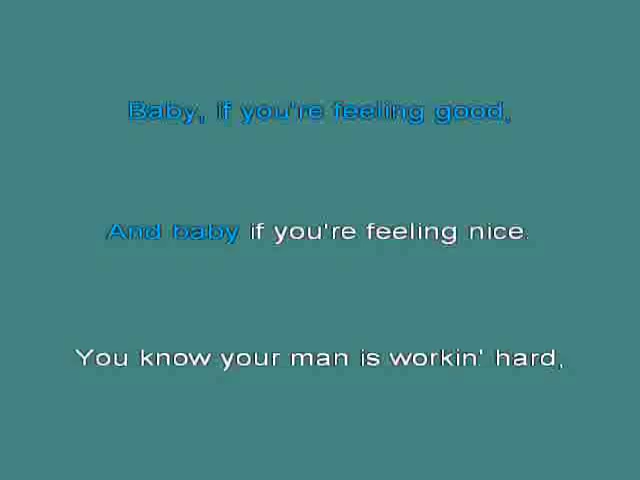 Baby, if you're feeling good,
And baby if you're feeling nice.
You know your man is workin' hard,